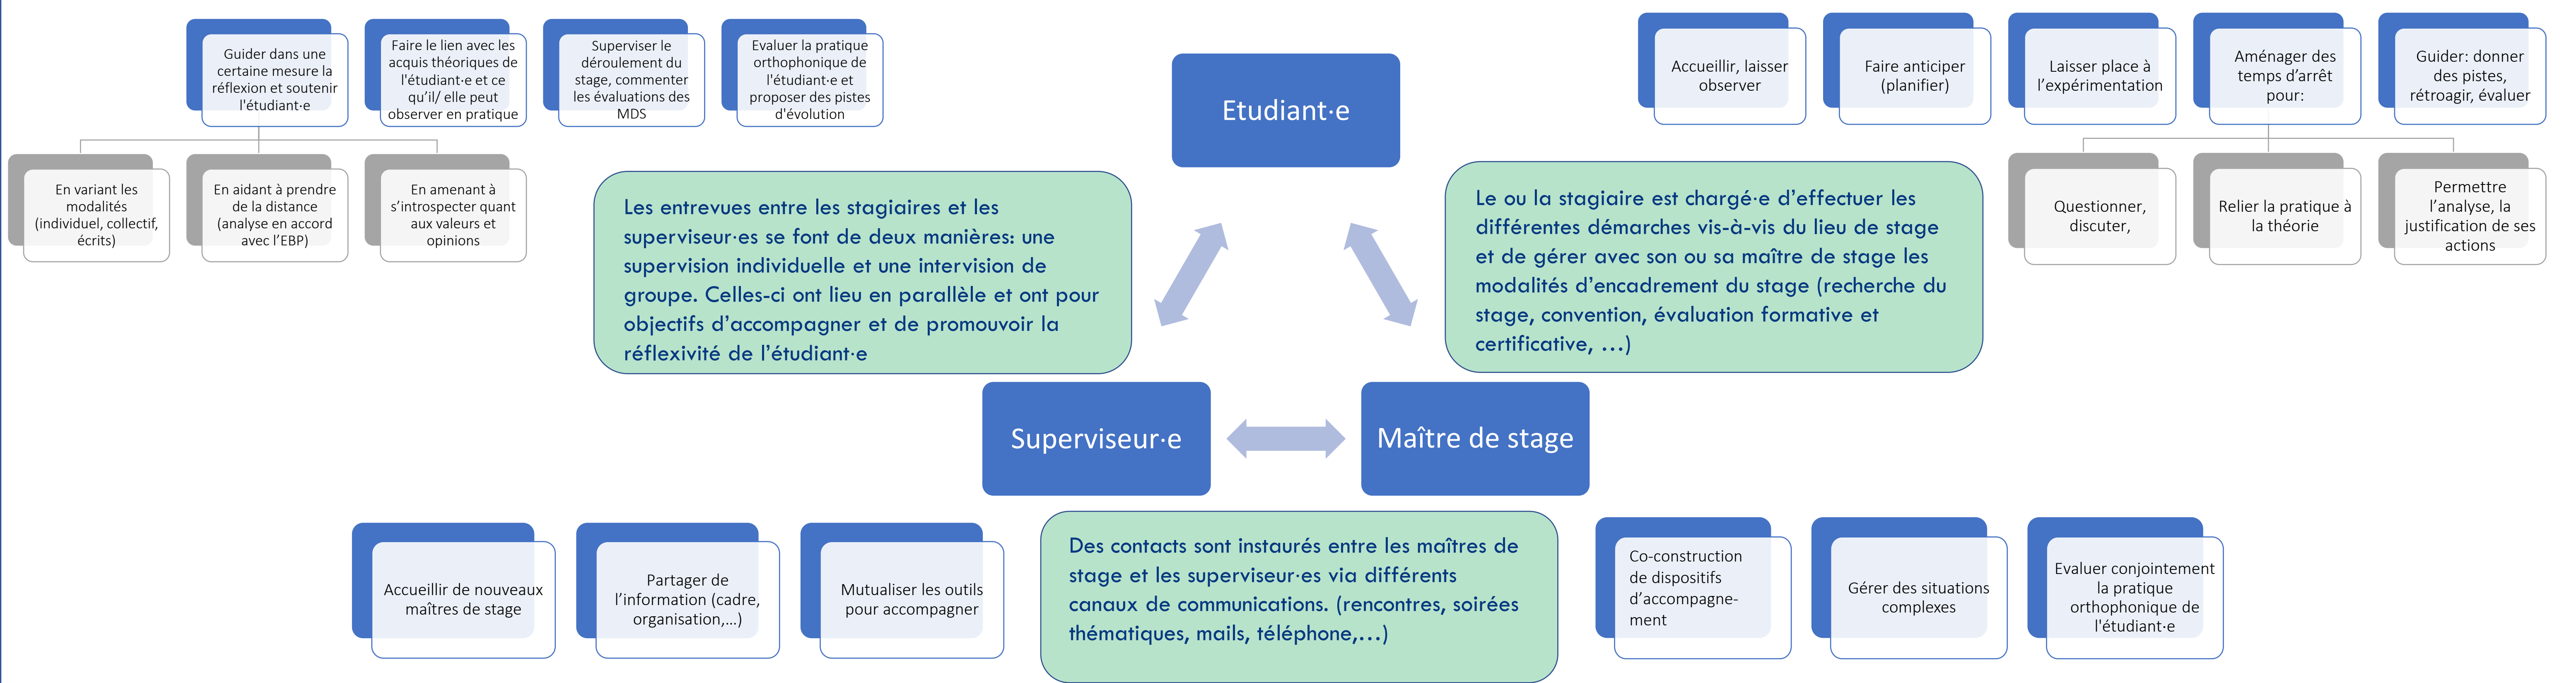 Guider dans une
certaine mesure la
réflexion et soutenir
l'étudiant·e
Faire le lien avec les
acquis théoriques de
l'étudiant·e et ce
qu'il/ elle peut
observer en pratique
Superviser le
déroulement du
stage, commenter
les évaluations des
MDS
Evaluer la pratique
orthophonique de
l'étudiant·e et
proposer des pistes
d'évolution
En variant les
modalités
(individuel, collectif,
écrits)
En aidant à prendre
de la distance
(analyse en accord
avec l'EBP)
En amenant à
s'introspecter quant
aux valeurs et
opinions
Etudiant·e
Accueillir, laisser
observer
Faire anticiper
(planifier)
Laisser place à
l'expérimentation
Aménager des
temps d'arrêt
pour:
Guider: donner
des pistes,
rétroagir, évaluer
Questionner,
discuter,
Relier la pratique à
la théorie
Permettre
l'analyse, la
justification de ses
actions
Les entrevues entre les stagiaires et les
superviseur·es se font de deux manières: une
supervision individuelle et une intervision de
groupe. Celles-ci ont lieu en parallèle et ont pour
objectifs d'accompagner et de promouvoir la
réflexivité de l'étudiant·e
Le ou la stagiaire est chargé·e d'effectuer les
différentes démarches vis-à-vis du lieu de stage
et de gérer avec son ou sa maître de stage les
modalités d'encadrement du stage (recherche du
stage, convention, évaluation formative et
certificative, …)
Superviseur·e
Maître de stage
Accueillir de nouveaux
maîtres de stage
Partager de
l'information (cadre,
organisation,…)
Mutualiser les outils
pour accompagner
Des contacts sont instaurés entre les maîtres de
stage et les superviseur·es via différents
canaux de communications. (rencontres, soirées
thématiques, mails, téléphone,…)
Co-construction
de dispositifs
d'accompagne-
ment
Gérer des situations
complexes
Evaluer conjointement
la pratique
orthophonique de
l'étudiant·e